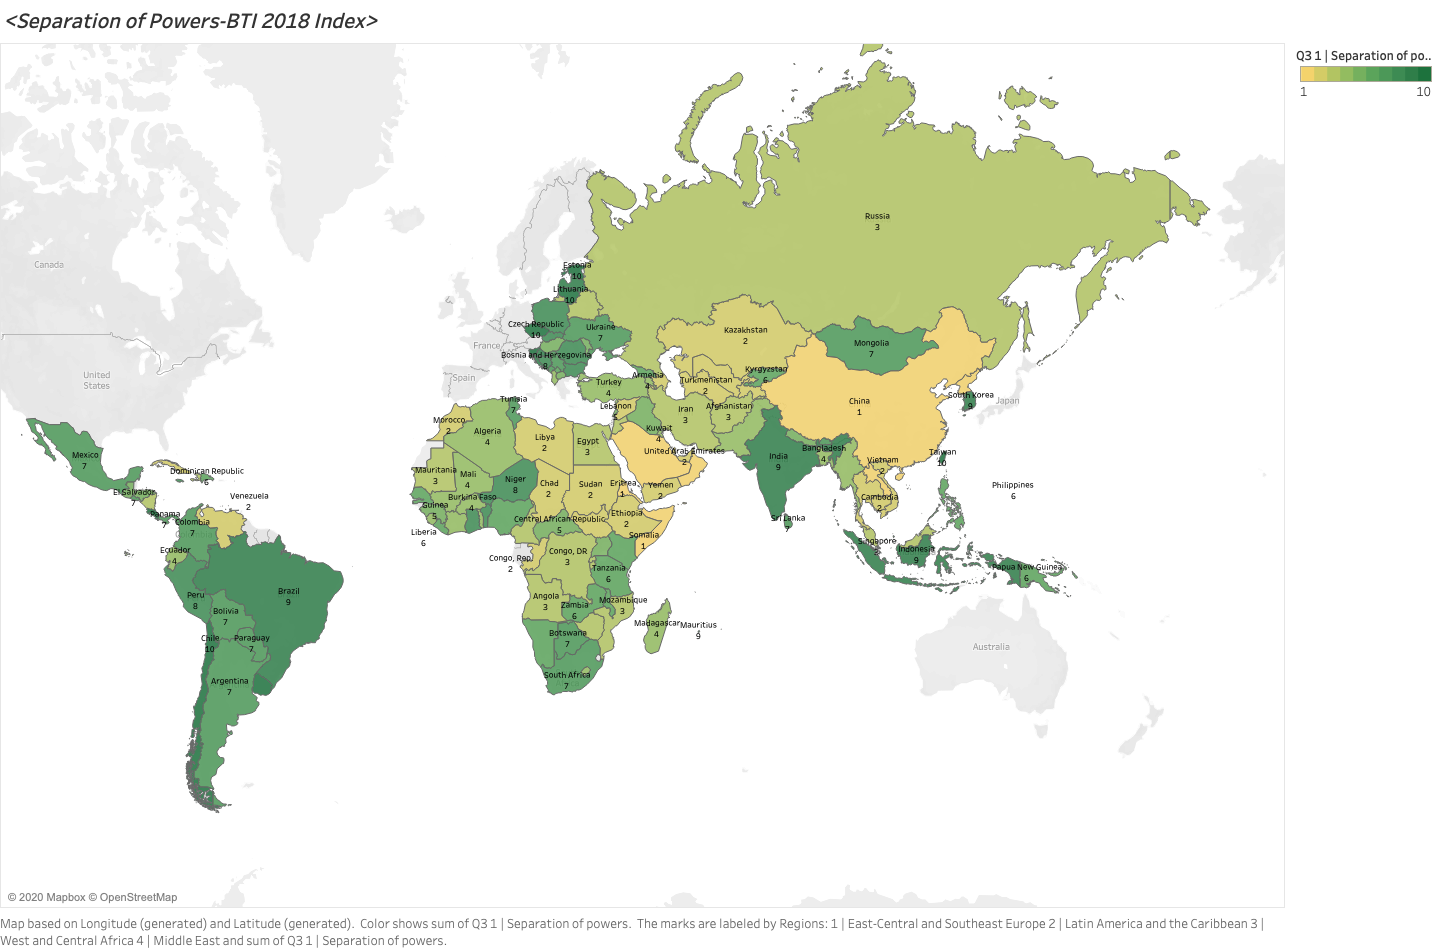 <Separation of Powers-BTI 2018 Index>
Q3 1 | Separation of po..
1 10
Russia
3
Canada
Estonia
10
Lithuania
10
Czech Republic
10
Ukraine
7
Kazakhstan
2
Mongolia
7
France
Bosnia and Herzegovina
8
United
States
Spain
Armenia
4
Kyrgyzstan
6
Turkey
4
Turkmenistan
2
China
1
South Korea
9
Japan
Tunisia
7
Lebanon
Iran
3
Afghanistan
3
Morocco
2
Algeria
4
Libya
2
Egypt
3
Kuwait
4
United Arab Emirates
2
Mexico
7
Dominican Republic
6
India
9
Bangladesh
4
Taiwan
10
Vietnam
2
Mauritania
3
Mali
4
Niger
8
Chad
2
Sudan
2
Eritrea
1
Yemen
2
Philippines
6
El Salvador
7
Venezuela
2
Burkina Faso
4
Cambodia
2
Panama
7
Colombia
7
Guinea
5
Central African Republic
5
Ethiopia
2
Sri Lanka
7
Liberia
6
Somalia
1
Singapore
Indonesia
9
Ecuador
4
Congo, Rep.
2
Congo, DR
3
Tanzania
6
Papua New Guinea
6
Brazil
9
Peru
8
Angola
3
Zambia
6
Mozambique
3
Bolivia
7
Madagascar
4
Mauritius
9
Chile
10
Paraguay
7
Botswana
7
Australia
Argentina
7
South Africa
7
© 2020 Mapbox © OpenStreetMap
Map based on Longitude (generated) and Latitude (generated). Color shows sum of Q3 1 | Separation of powers. The marks are labeled by Regions: 1 | East-Central and Southeast Europe 2 | Latin America and the Caribbean 3 |
West and Central Africa 4 | Middle East and sum of Q3 1 | Separation of powers.